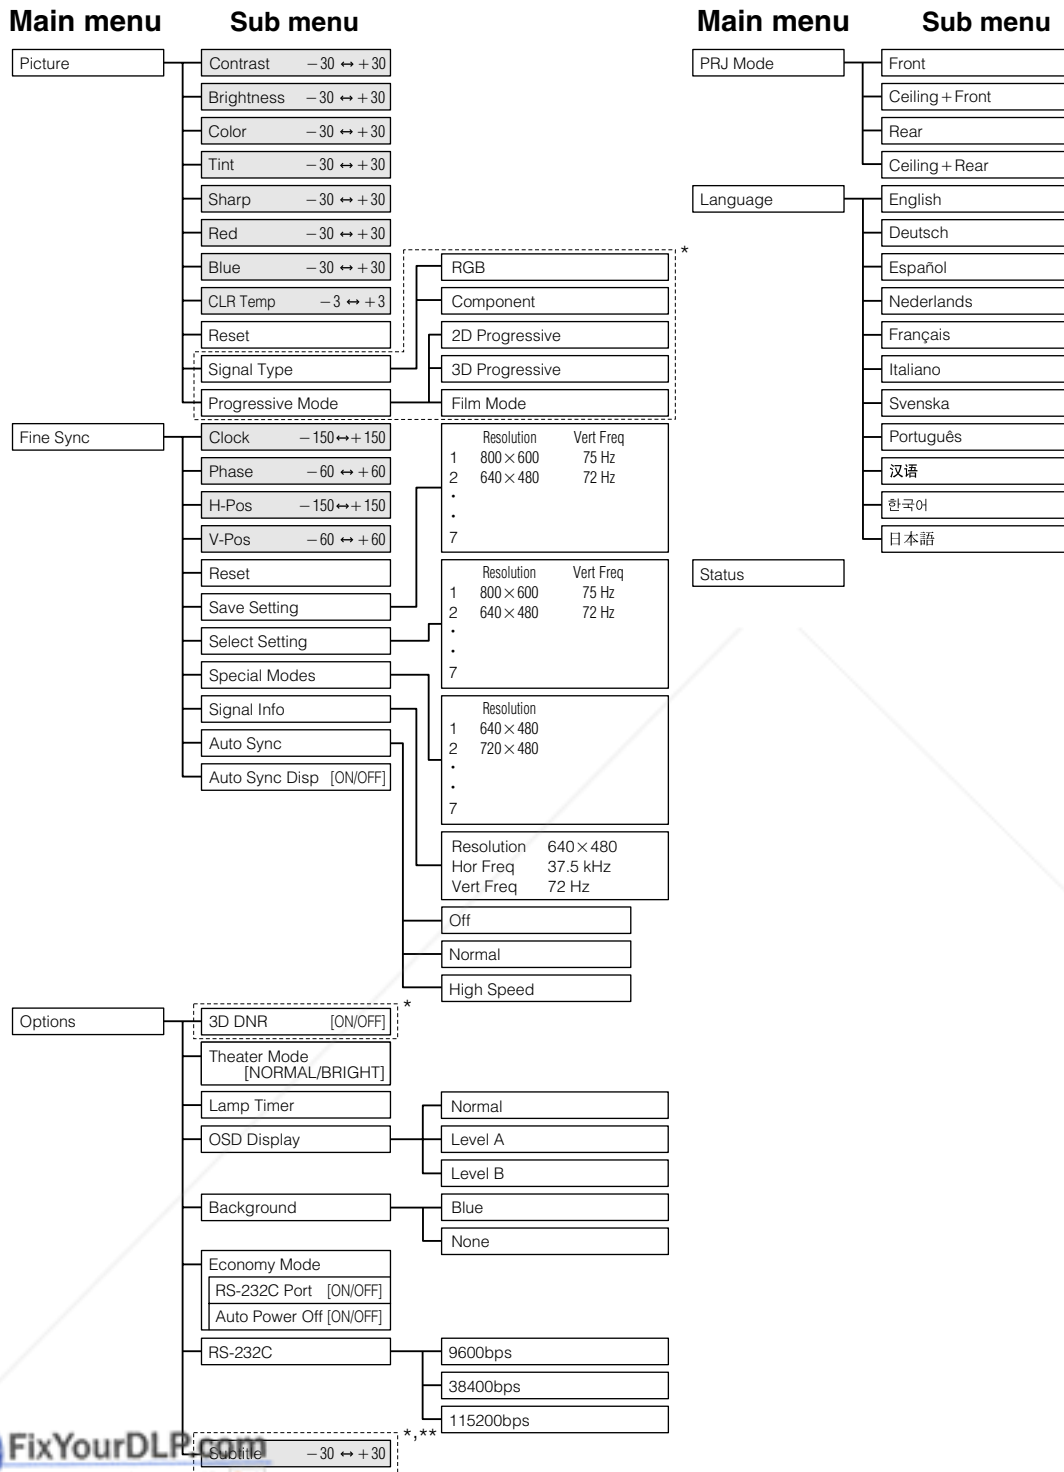 Main menu
Sub menu
Picture
Contrast −30 ↔ +30
Brightness −30 ↔ +30
Color −30 ↔ +30
Tint −30 ↔ +30
Sharp −30 ↔ +30
Red −30 ↔ +30
Blue −30 ↔ +30
CLR Temp −3 ↔ +3
Reset
Signal Type
Progressive Mode
*
RGB
Component
2D Progressive
3D Progressive
Film Mode
Fine Sync
Clock −150↔+150
Phase −60 ↔ +60
H-Pos −150↔+150
V-Pos −60 ↔ +60
Reset
Save Setting
Select Setting
Special Modes
Signal Info
Auto Sync
Auto Sync Disp [ON/OFF]
Resolution Vert Freq
1 800×600 75 Hz
2 640×480 72 Hz
·
·
7
Resolution Vert Freq
1 800×600 75 Hz
2 640×480 72 Hz
·
·
7
Resolution
1 640×480
2 720×480
·
·
7
Resolution 640×480
Hor Freq 37.5 kHz
Vert Freq 72 Hz
Off
Normal
High Speed
Options
3D DNR [ON/OFF]
*
Theater Mode
[NORMAL/BRIGHT]
Lamp Timer
OSD Display
Normal
Level A
Level B
Background
Blue
None
Economy Mode
RS-232C Port [ON/OFF]
Auto Power Off [ON/OFF]
RS-232C
9600bps
38400bps
115200bps
*,**
Subtitle −30 ↔ +30
FixYourDLP.com
Main menu
Sub menu
PRJ Mode
Front
Ceiling+Front
Rear
Ceiling+Rear
Language
English
Deutsch
Español
Nederlands
Français
Italiano
Svenska
Português
汉语
한국어
日本語
Status